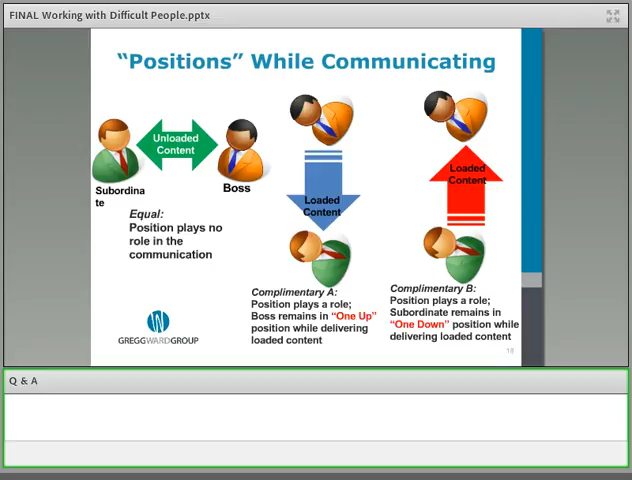 FINAL Working with Difficult People.pptx
“Positions” While Communicating
Unloaded
Content
Subordina
te
Boss
Equal:
Position plays no
role in the
communication
Loaded
Content
Complimentary A:
Position plays a role;
Boss remains in “One Up”
position while delivering
loaded content
Loaded
Content
Complimentary B:
Position plays a role;
Subordinate remains in
“One Down” position while
delivering loaded content
GREGGWARDGROUP
Q & A